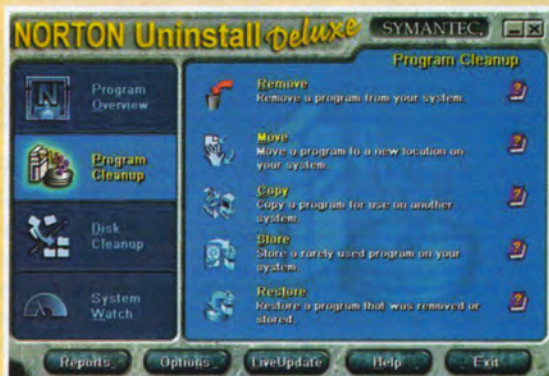 NORTON Uninstall Deluxe
SYMANTEC.
Program Overview
Program Cleanup
Disk Cleanup
System Watch
Program Cleanup
Remove
Remove a program from your system.
Move
Move a program to a new location on
your system.
Copy
Copy a program for use on another
system.
Store
Store a rarely used program on your
system.
Restore
Restore a program that was removed or
stored.
Reports
Options
LiveUpdate
Help
Exit